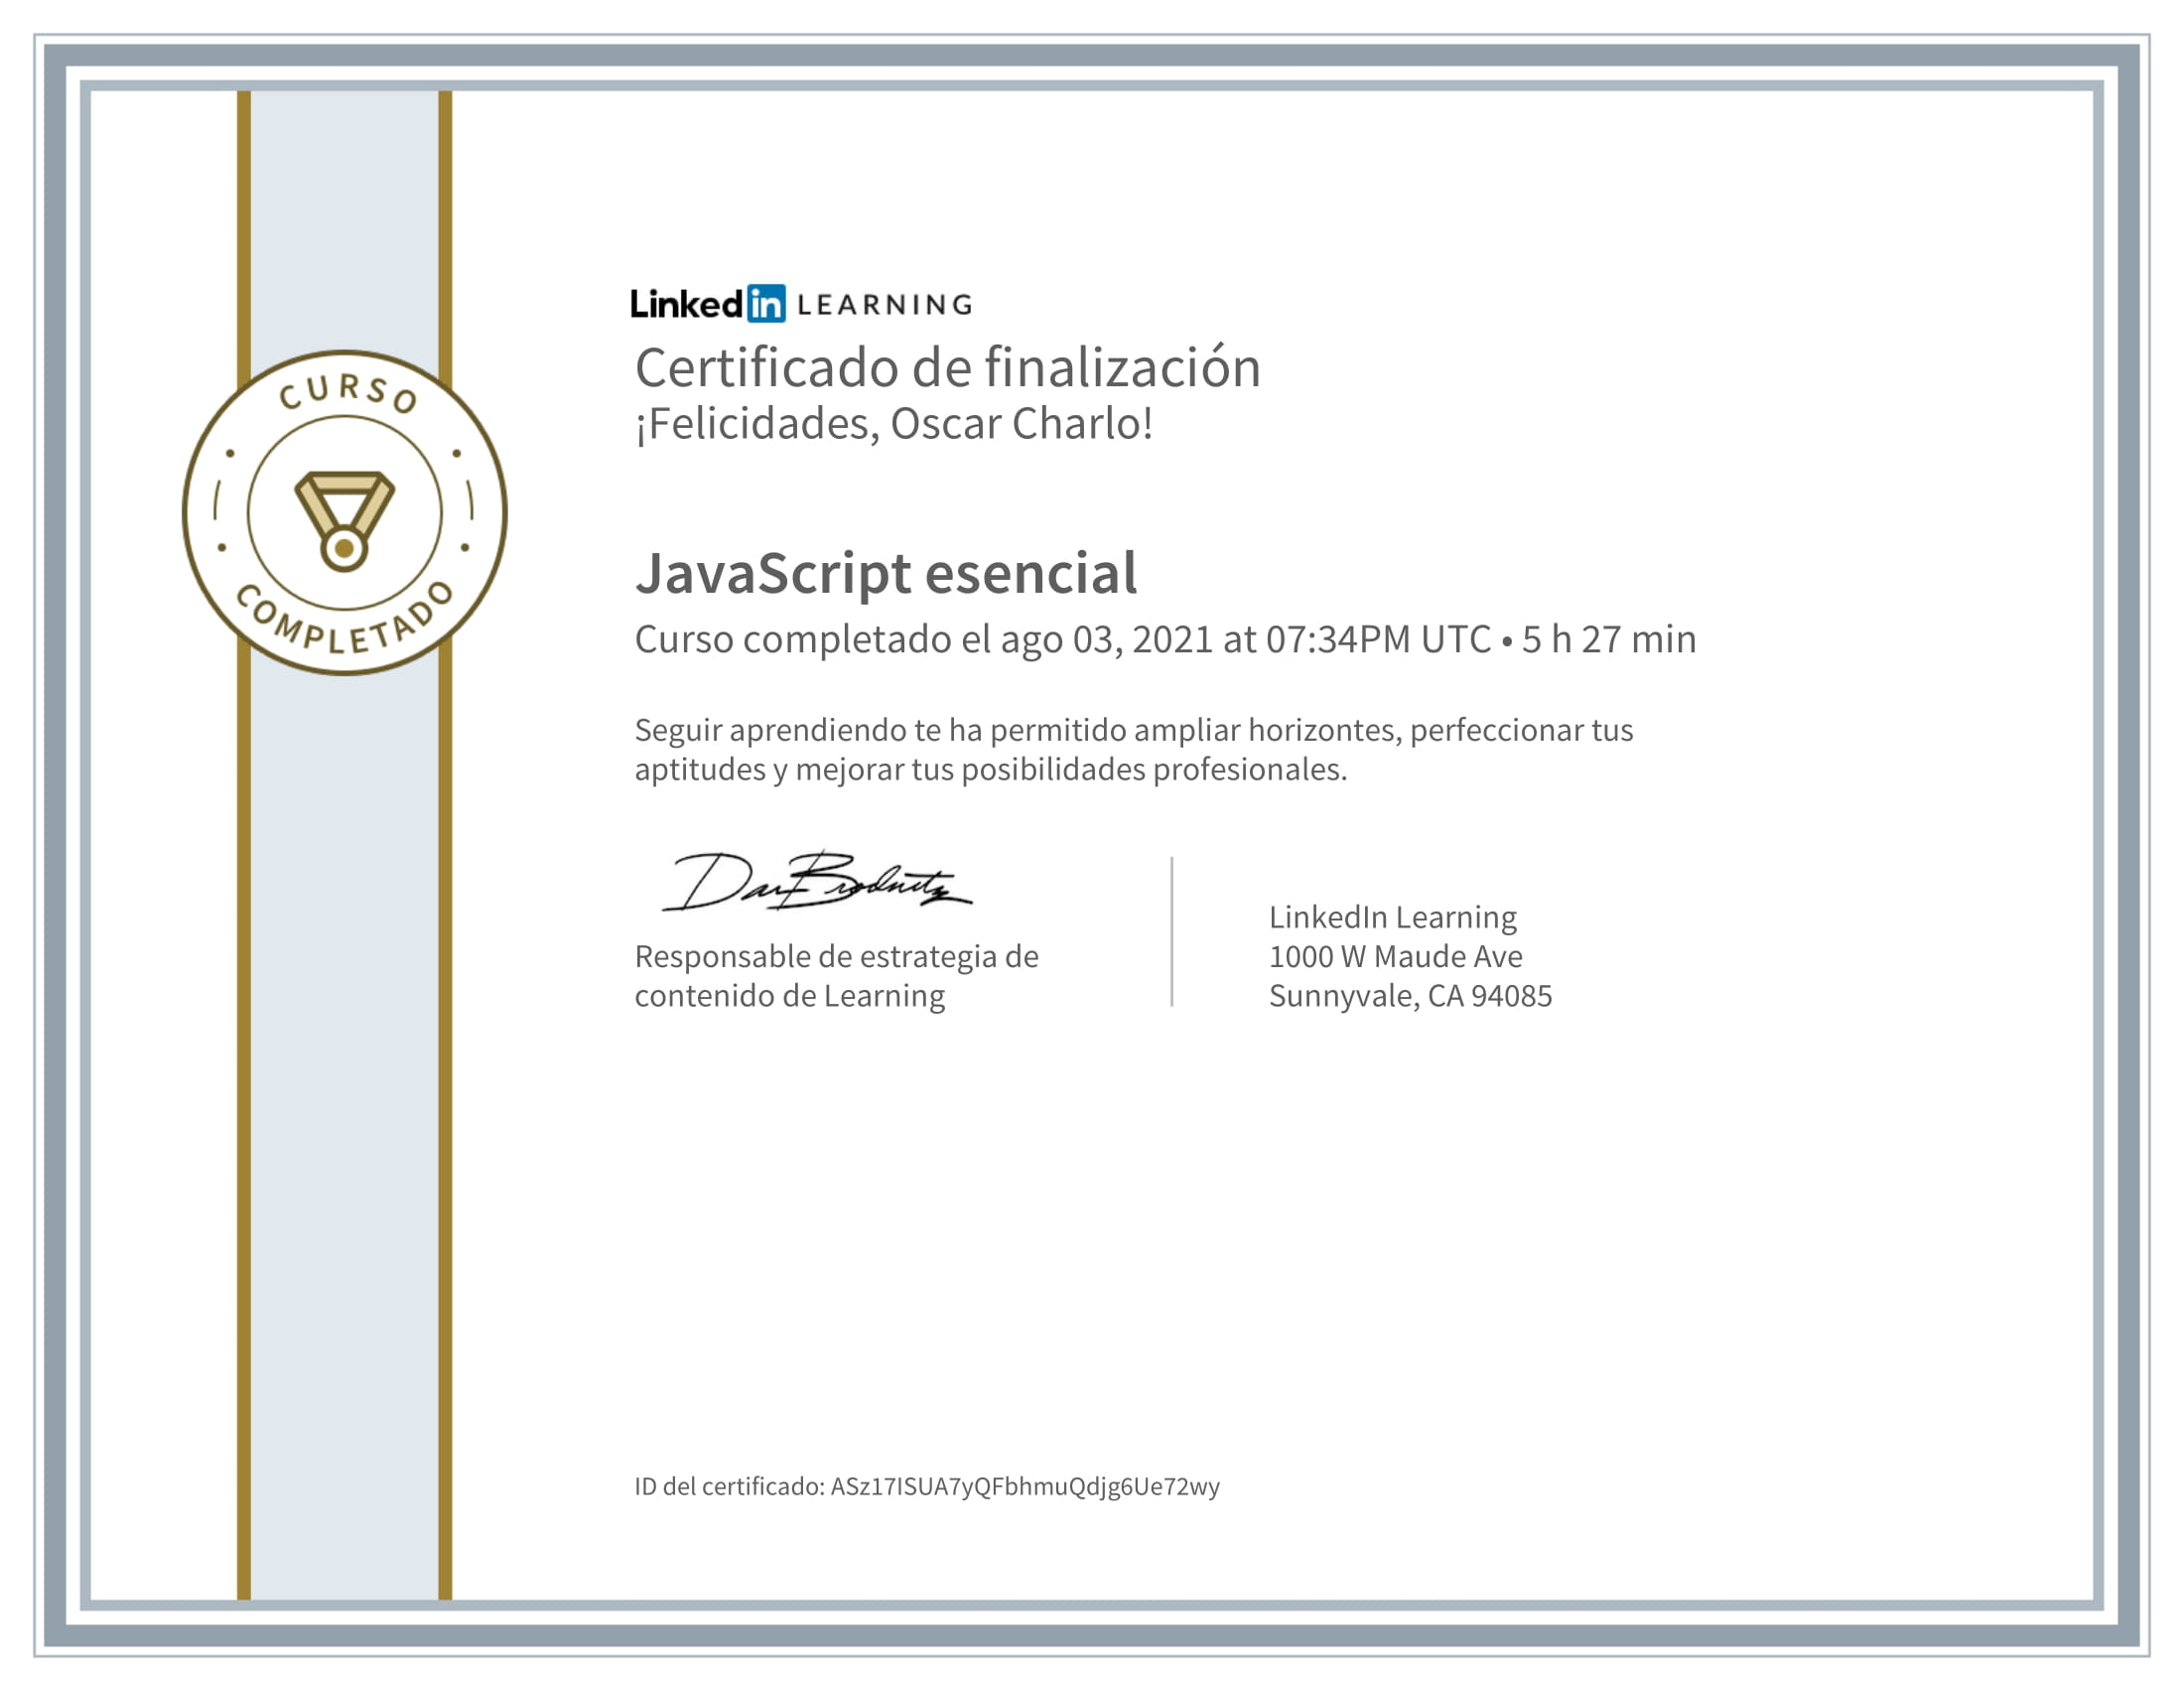 LinkedIn LEARNING
Certificado de finalización
¡Felicidades, Oscar Charlo!
CURSO
COMPLETADO
JavaScript esencial
Curso completado el ago 03, 2021 at 07:34PM UTC • 5 h 27 min
Seguir aprendiendo te ha permitido ampliar horizontes, perfeccionar tus
aptitudes y mejorar tus posibilidades profesionales.
Dan Brodnitz
Responsable de estrategia de
contenido de Learning
LinkedIn Learning
1000 W Maude Ave
Sunnyvale, CA 94085
ID del certificado: ASz17ISUA7yQFbhmuQdjg6Ue72wy